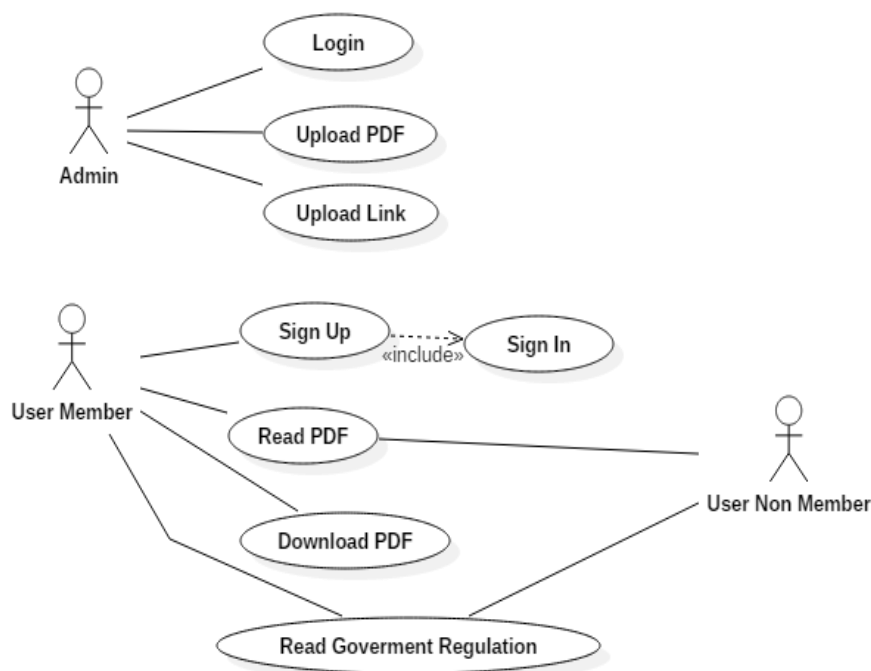 Login
Admin
Upload PDF
Upload Link
Sign Up
«include»
Sign In
User Member
Read PDF
User Non Member
Download PDF
Read Goverment Regulation